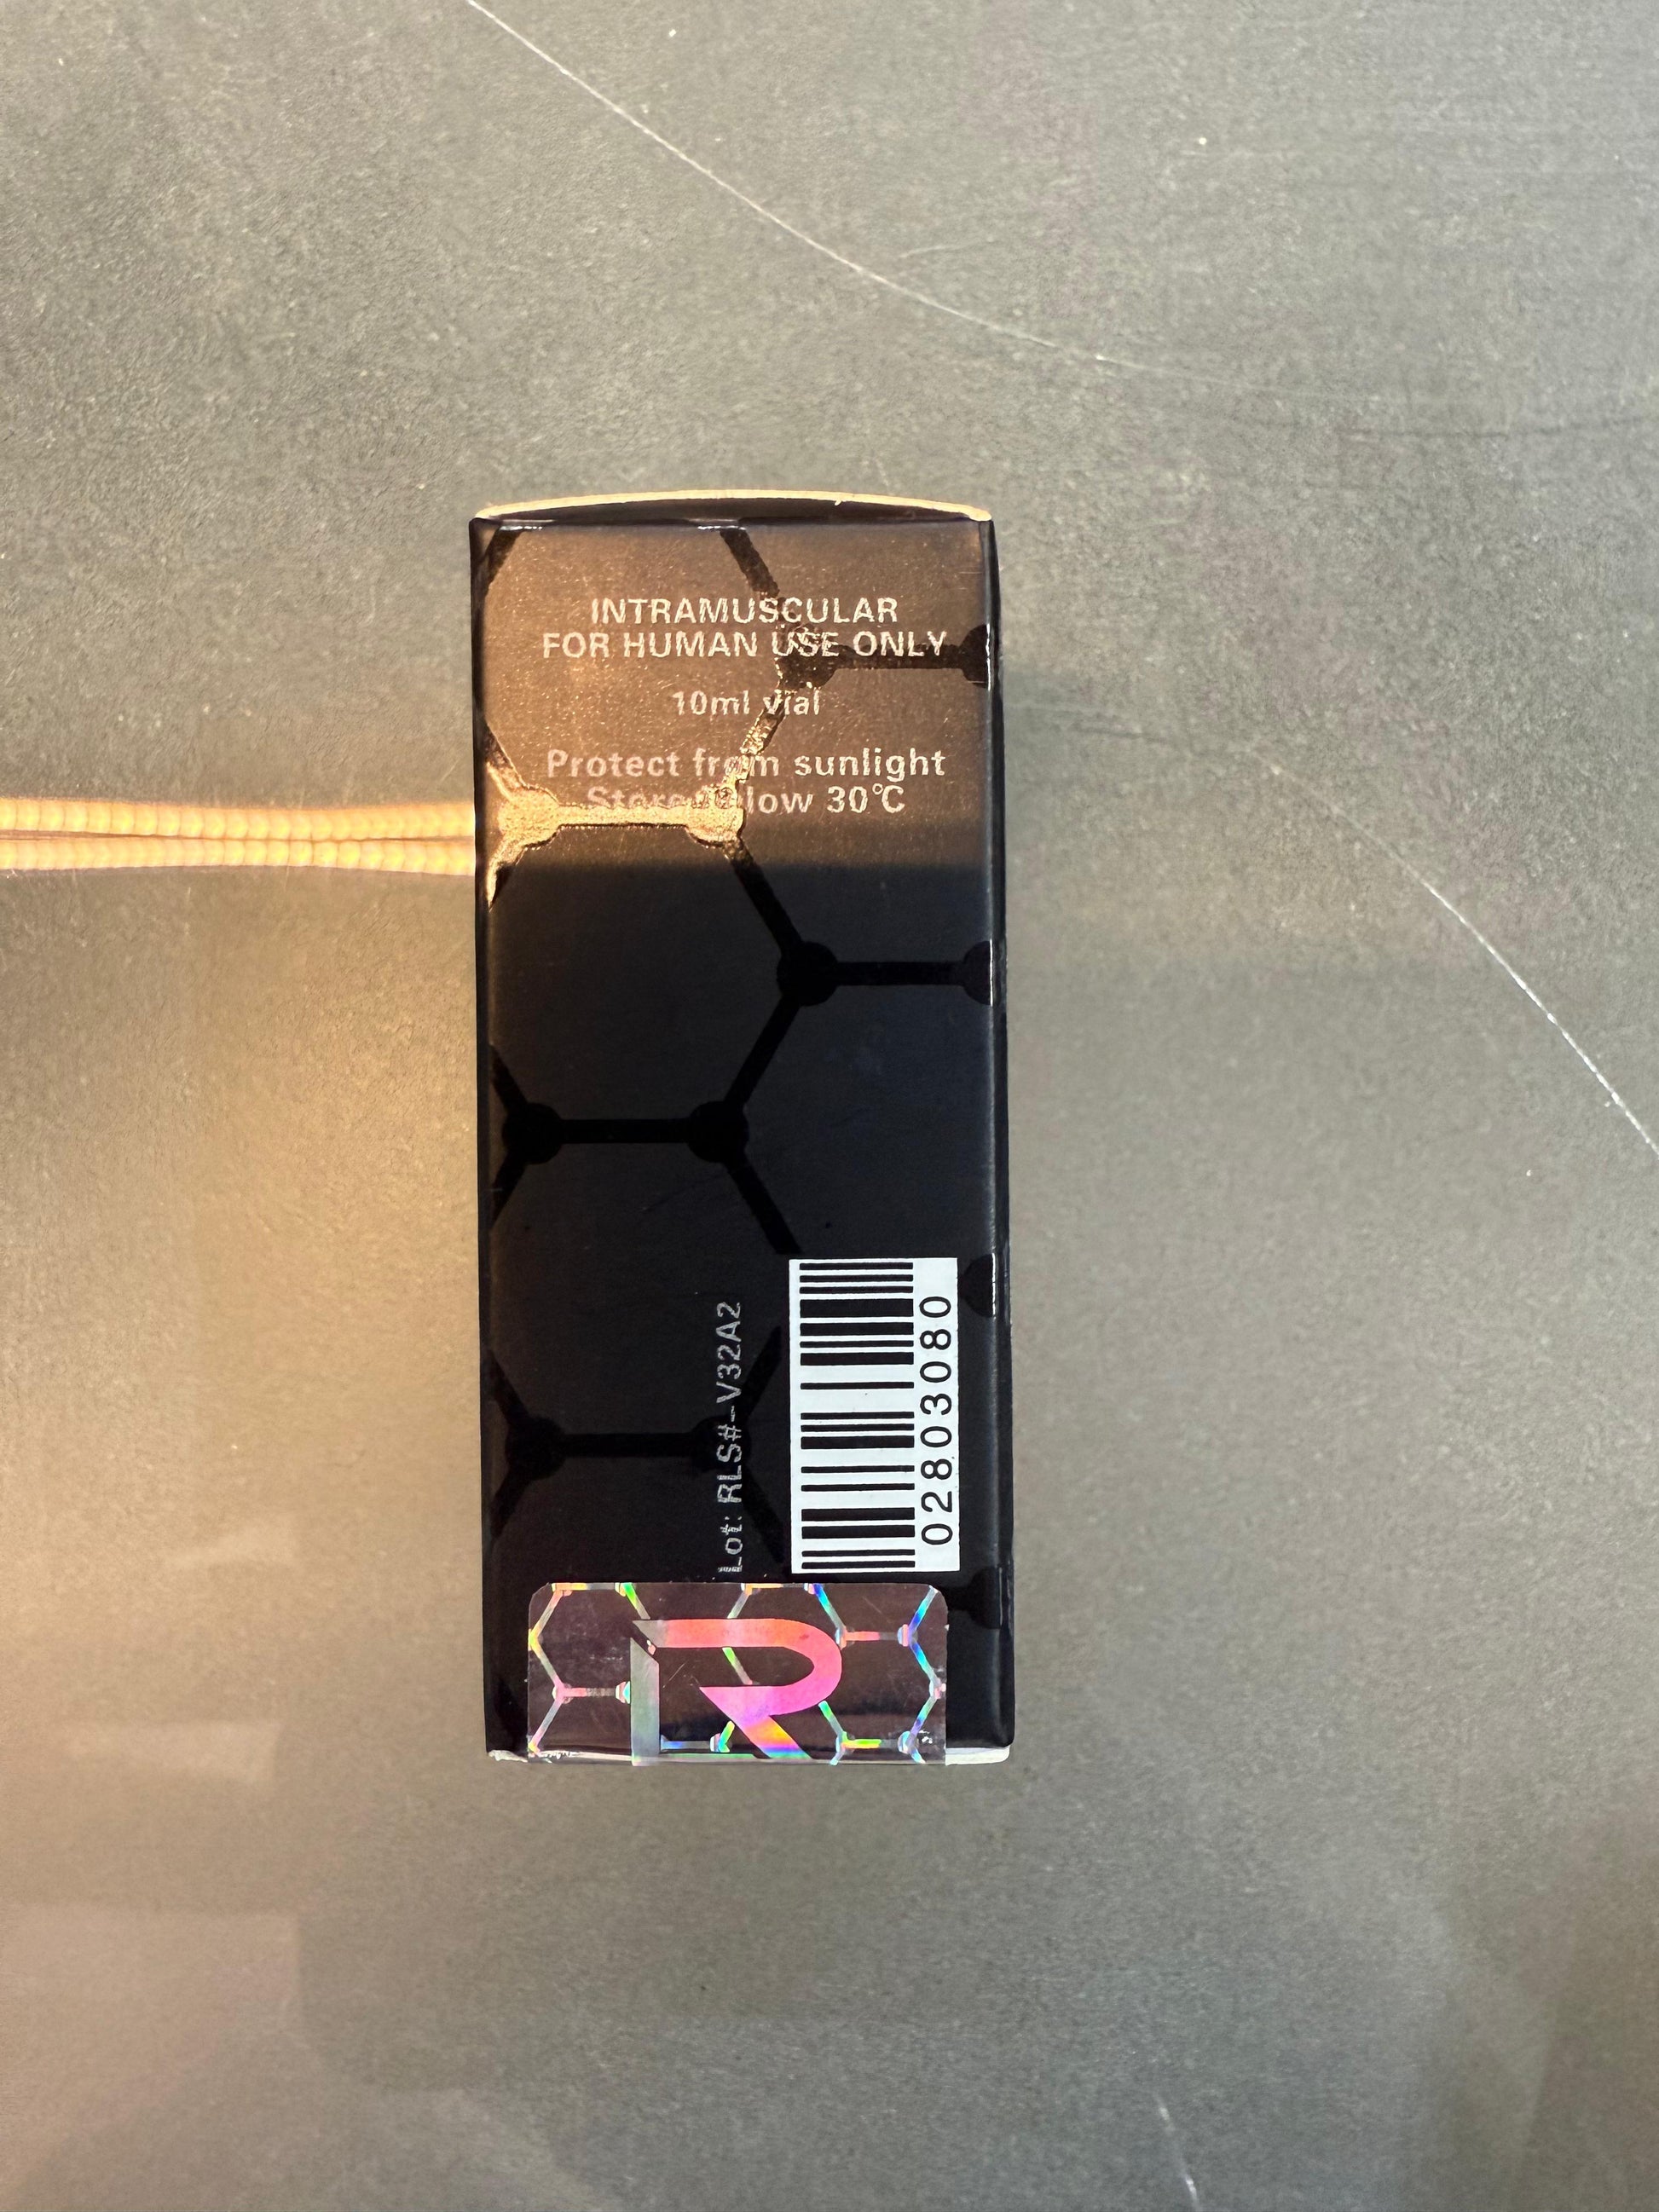 INTRAMUSCULAR
FOR HUMAN USE ONLY
10ml vial
Protect from sunlight
Store below 30°C
Lot: RLS#-V32A2
02803080
R